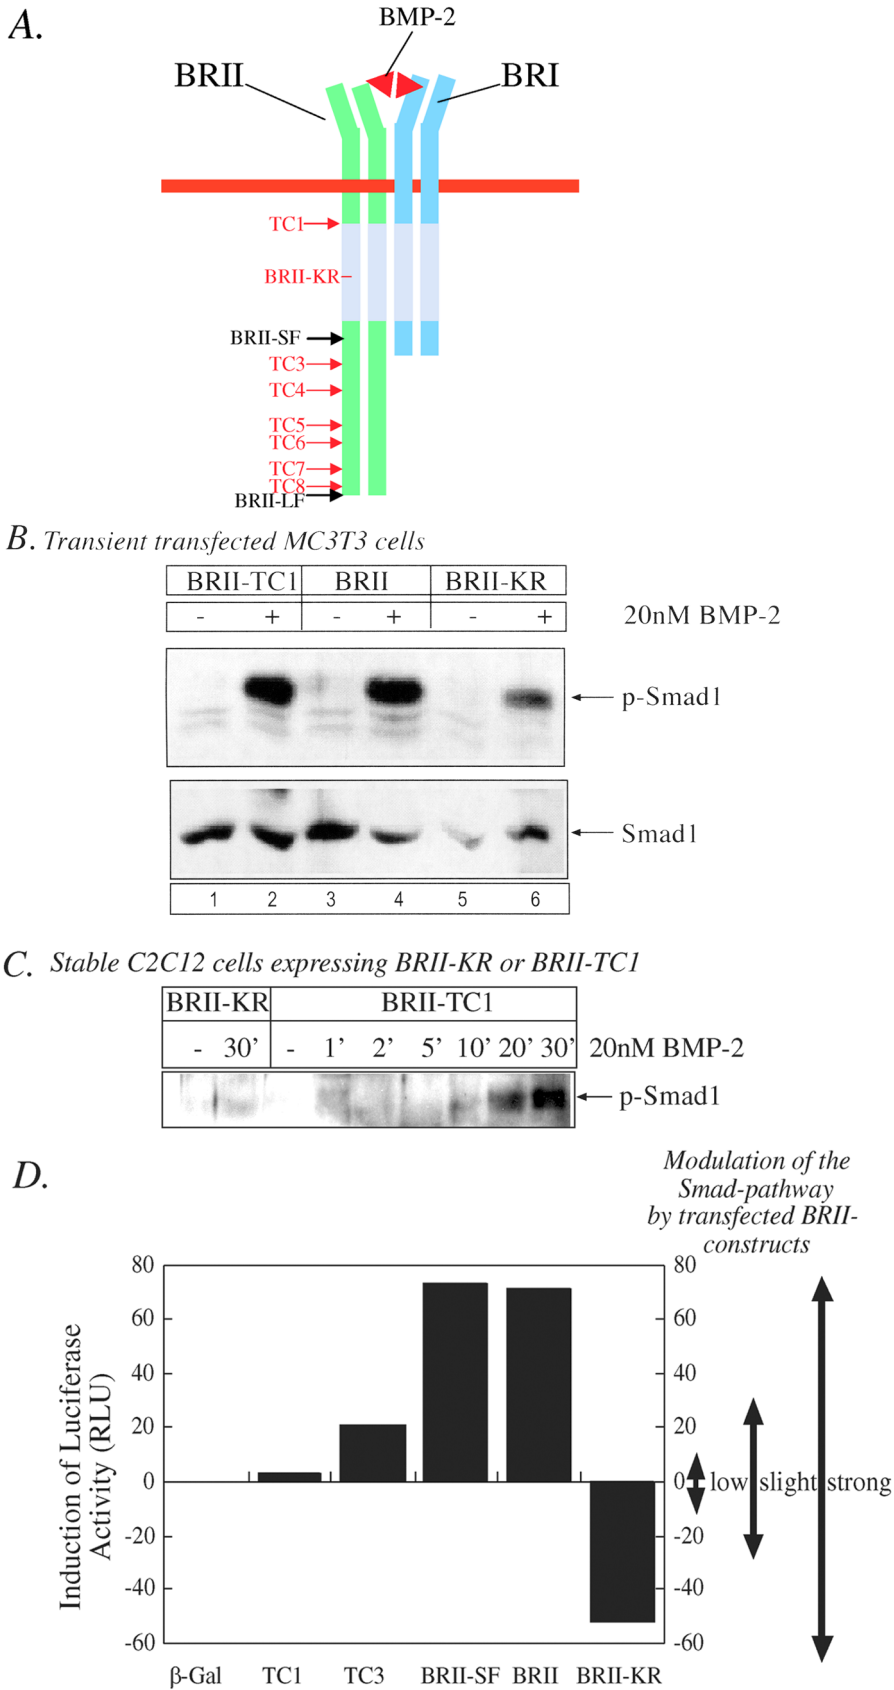 A.
BMP-2
BRII
BRI
TC1
BRII-KR
BRII-SF
TC3
TC4
TC5
TC6
TC7
TC8
BRII-LF
B. Transient transfected MC3T3 cells
BRII-TC1 BRII BRII-KR
- + - + - + 20nM BMP-2
p-Smad1
Smad1
1 2 3 4 5 6
C. Stable C2C12 cells expressing BRII-KR or BRII-TC1
BRII-KR BRII-TC1
- 30' - 1' 2' 5' 10' 20' 30' 20nM BMP-2
p-Smad1
D.
Modulation of the
Smad-pathway
by transfected BRII-
constructs
Induction of Luciferase
Activity (RLU)
80 80
60 60
40 40
20 20
0 0 low slight strong
-20 -20
-40 -40
-60 -60
β-Gal TC1 TC3 BRII-SF BRII BRII-KR